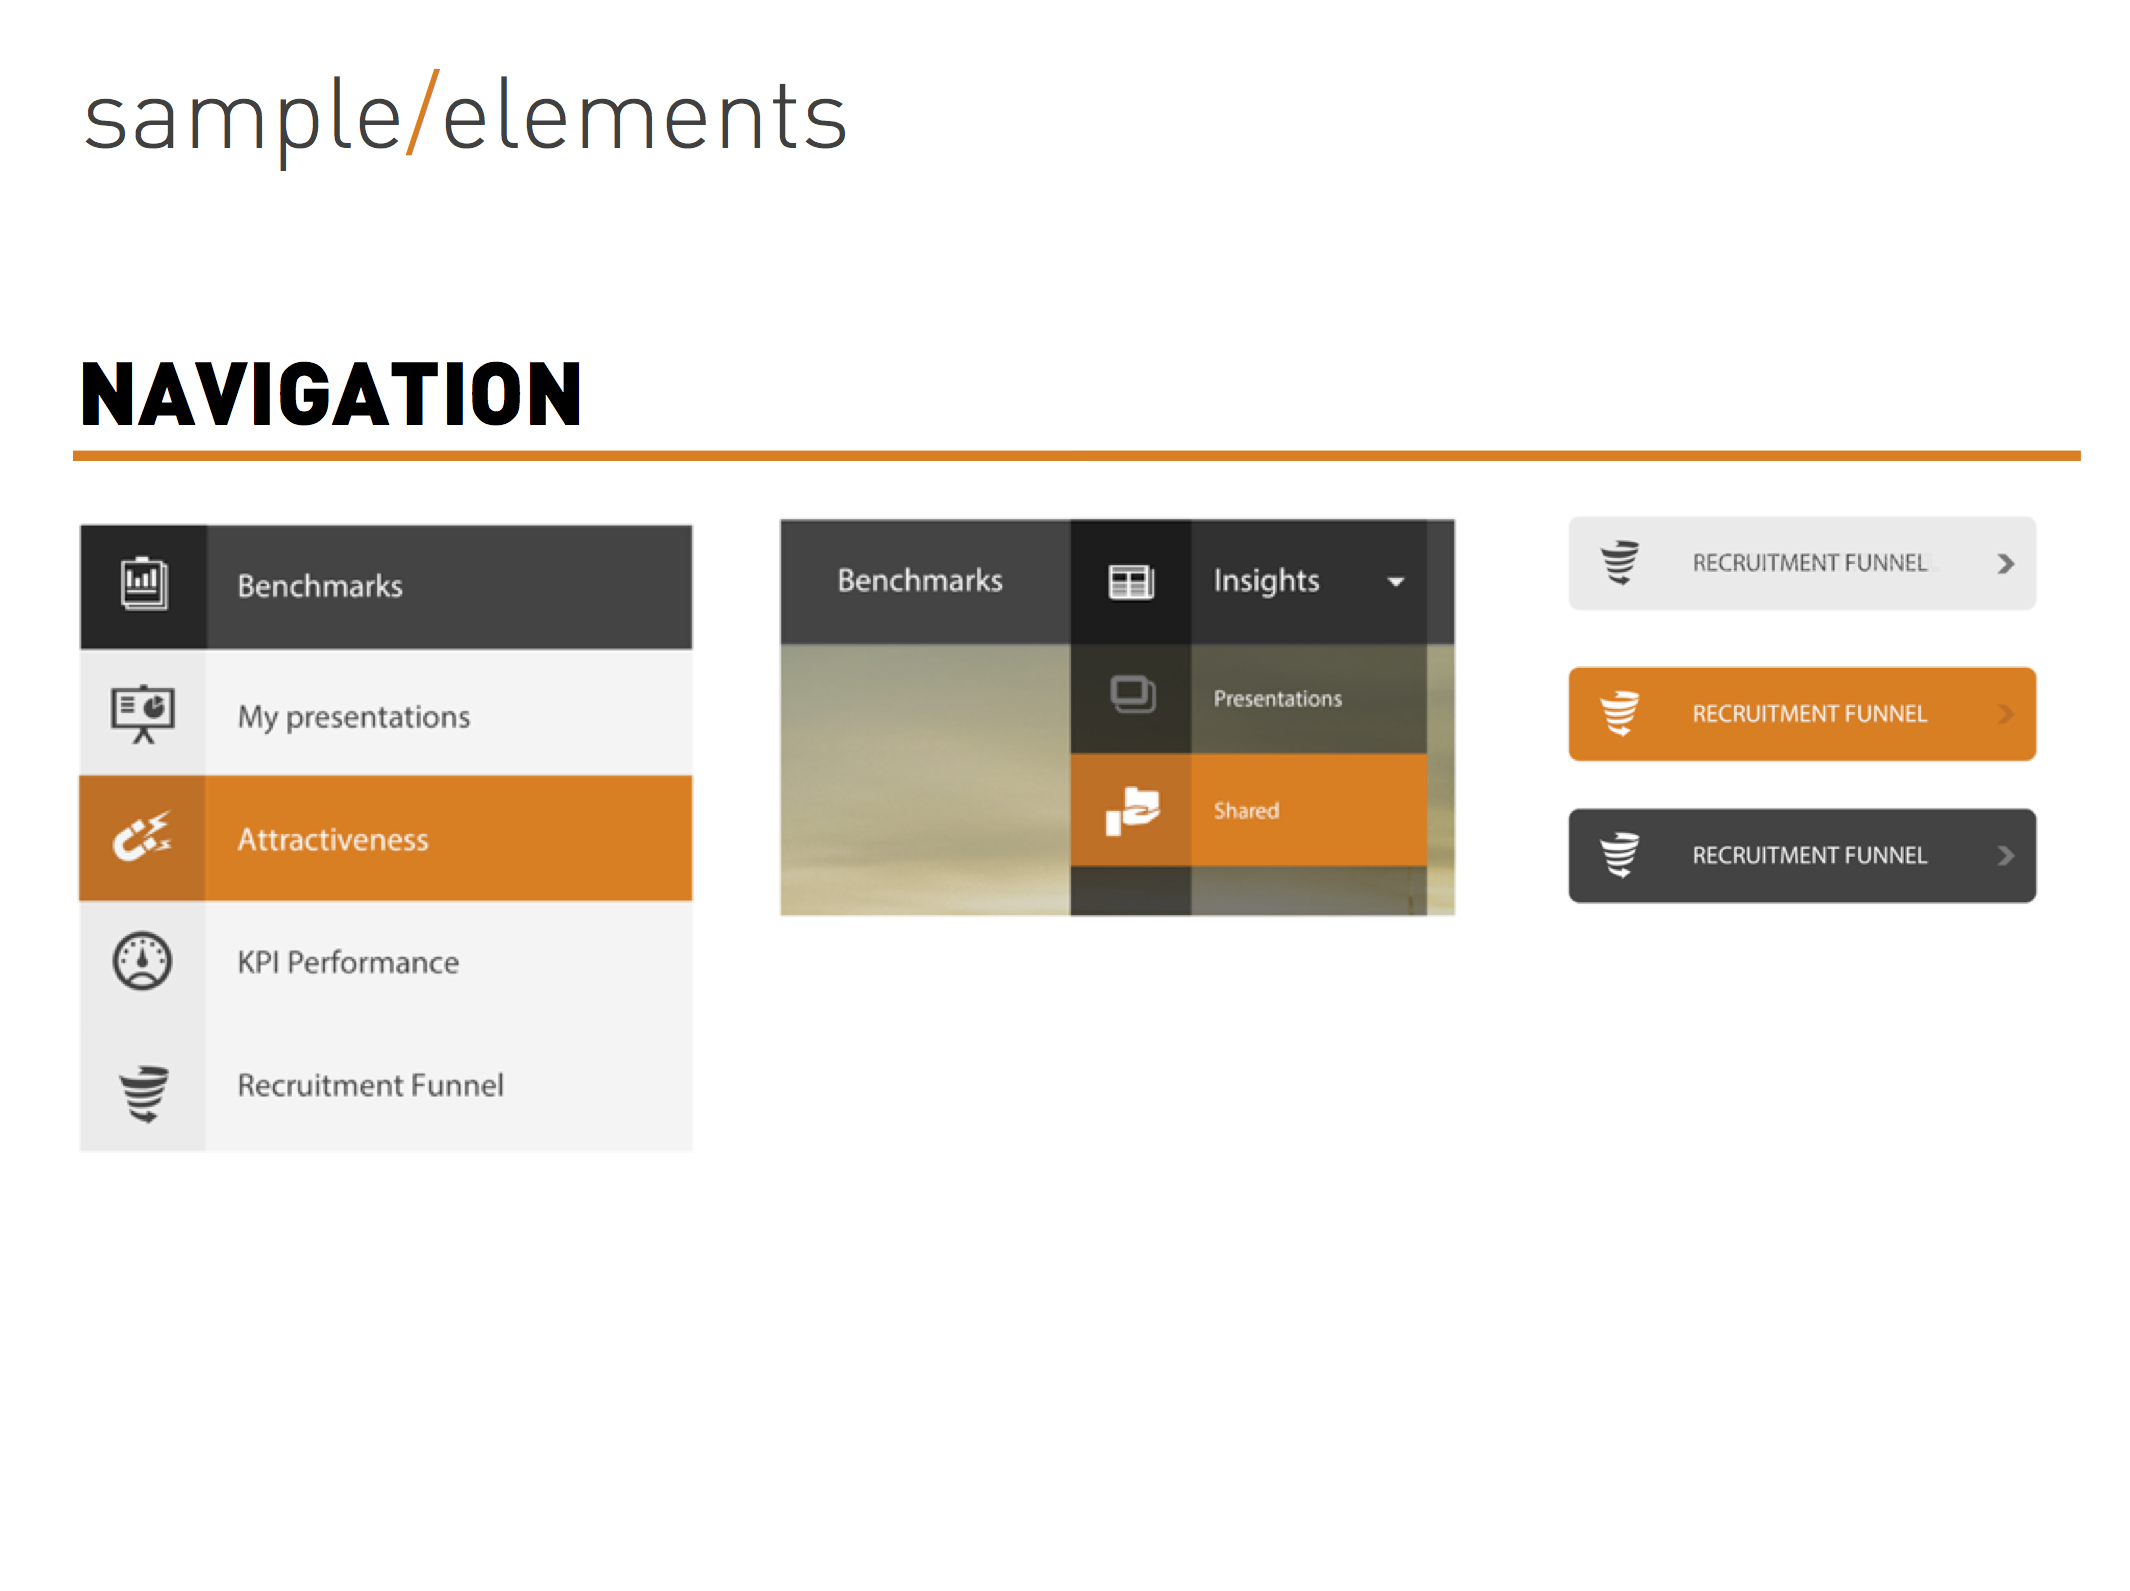 sample/elements
NAVIGATION
Benchmarks
My presentations
Attractiveness
KPI Performance
Recruitment Funnel
Benchmarks
Insights
Presentations
Shared
RECRUITMENT FUNNEL
RECRUITMENT FUNNEL
RECRUITMENT FUNNEL